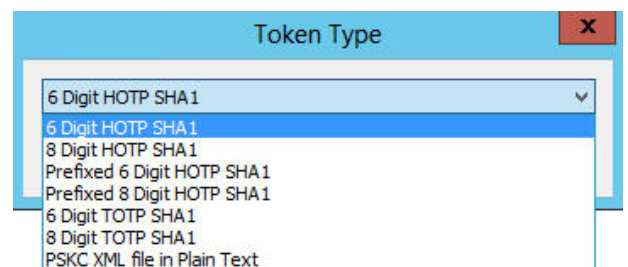 Token Type
x
6 Digit HOTP SHA1
6 Digit HOTP SHA1
8 Digit HOTP SHA1
Prefixed 6 Digit HOTP SHA1
Prefixed 8 Digit HOTP SHA1
6 Digit TOTP SHA1
8 Digit TOTP SHA1
PSKC XML file in Plain Text